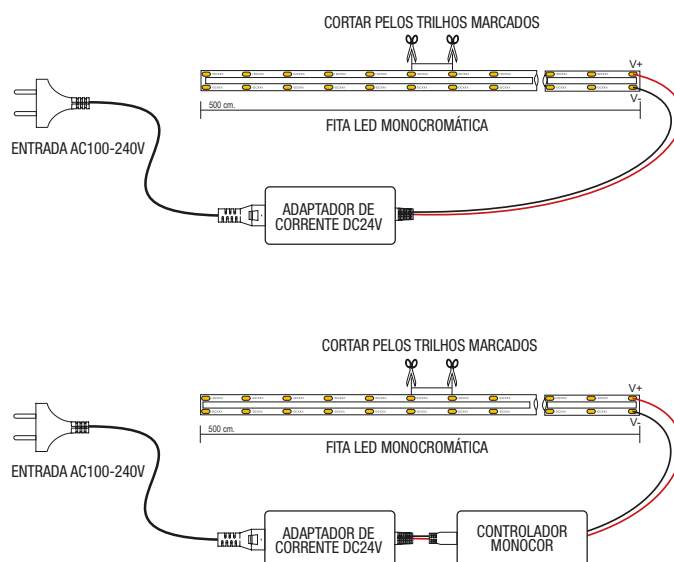 CORTAR PELOS TRILHOS MARCADOS
V+
V-
500 cm.
FITA LED MONOCROMÁTICA
ENTRADA AC100-240V
ADAPTADOR DE
CORRENTE DC24V
CORTAR PELOS TRILHOS MARCADOS
V+
V-
500 cm.
FITA LED MONOCROMÁTICA
ENTRADA AC100-240V
ADAPTADOR DE
CORRENTE DC24V
CONTROLADOR
MONOCOR